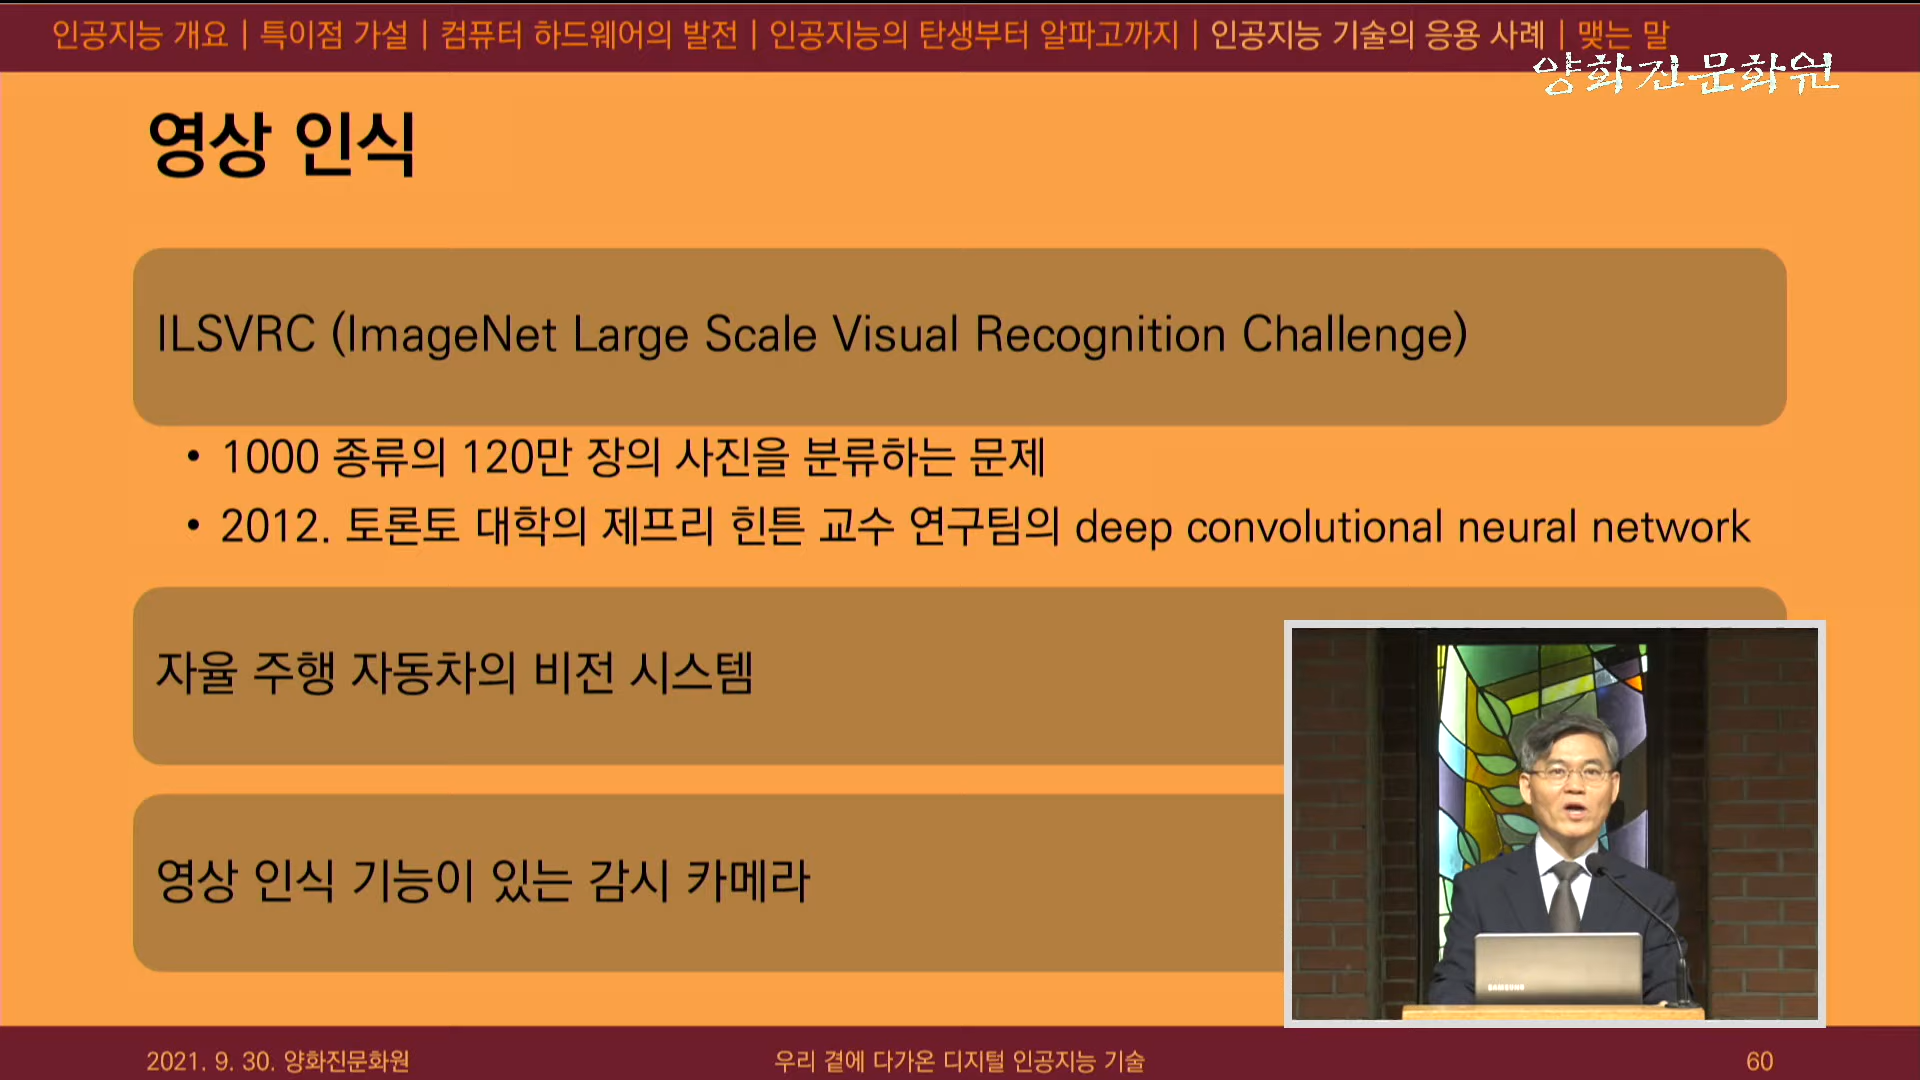 인공지능 개요 | 특이점 가설 | 컴퓨터 하드웨어의 발전 | 인공지능의 탄생부터 알파고까지 | 인공지능 기술의 응용 사례 | 맺는 말
양화진문화원
영상 인식
ILSVRC (ImageNet Large Scale Visual Recognition Challenge)
• 1000 종류의 120만 장의 사진을 분류하는 문제
• 2012. 토론토 대학의 제프리 힌튼 교수 연구팀의 deep convolutional neural network
자율 주행 자동차의 비전 시스템
영상 인식 기능이 있는 감시 카메라
SAMSUNG
2021. 9. 30. 양화진문화원
우리 곁에 다가온 디지털 인공지능 기술
60